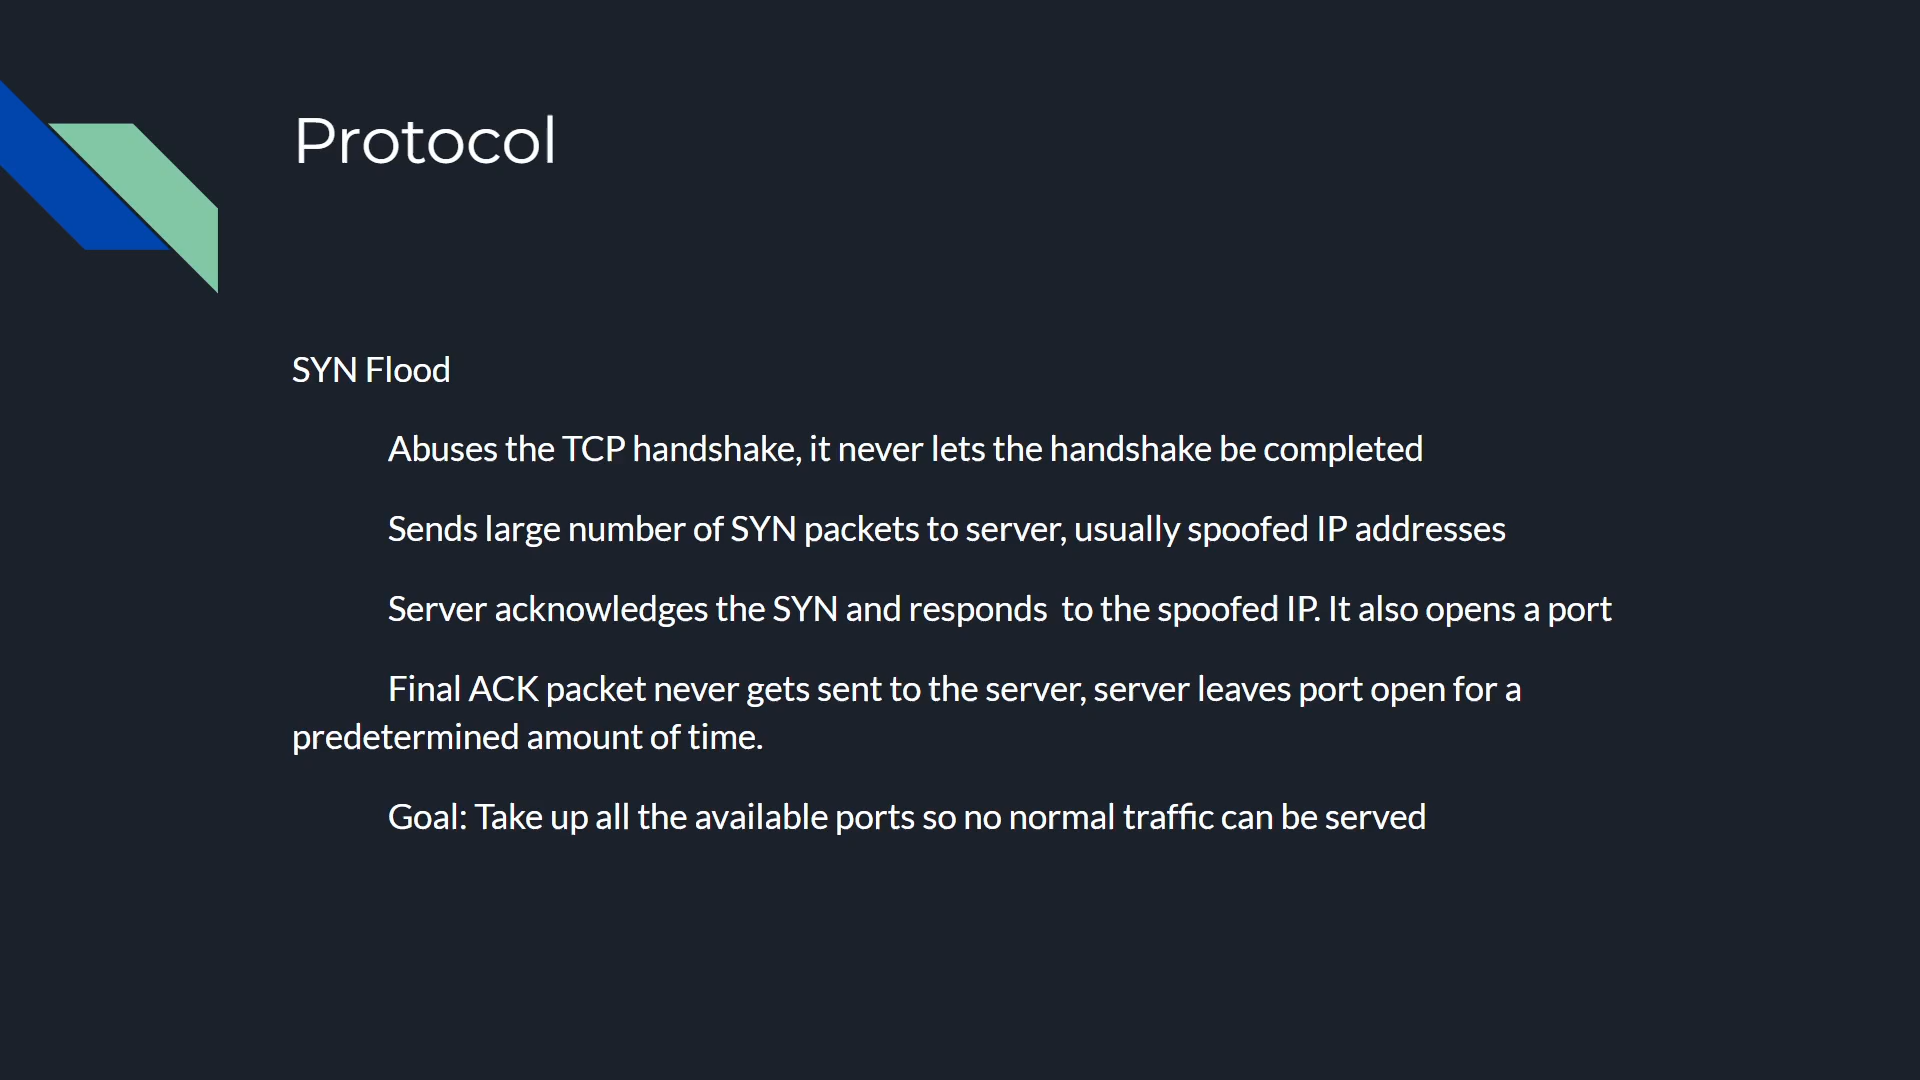 Protocol
SYN Flood
Abuses the TCP handshake, it never lets the handshake be completed
Sends large number of SYN packets to server, usually spoofed IP addresses
Server acknowledges the SYN and responds  to the spoofed IP. It also opens a port
Final ACK packet never gets sent to the server, server leaves port open for a
predetermined amount of time.
Goal: Take up all the available ports so no normal traffic can be served